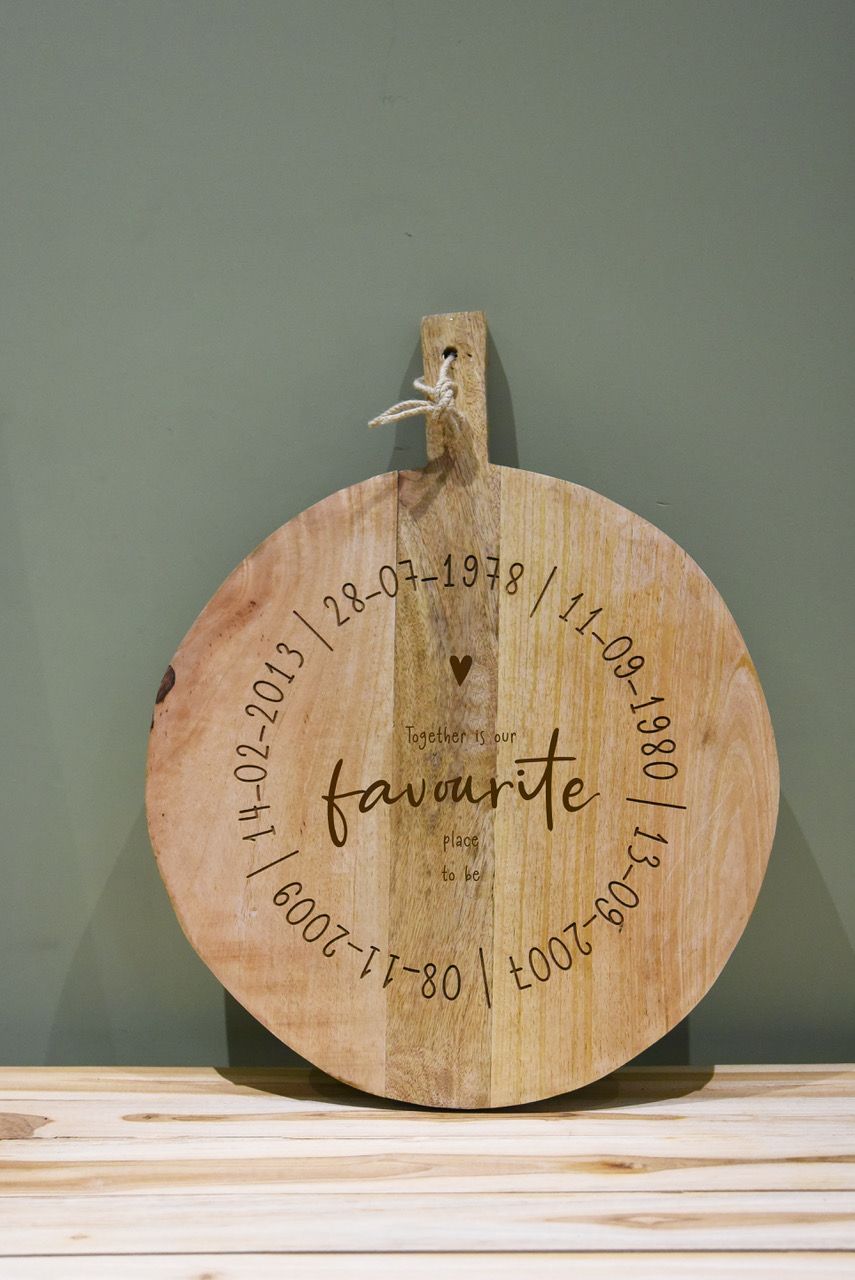 28-07-1978 | 11-09-1980 | 13-09-2007 | 08-11-2009 | 14-02-2013 |
Together is our
favourite
place
to be